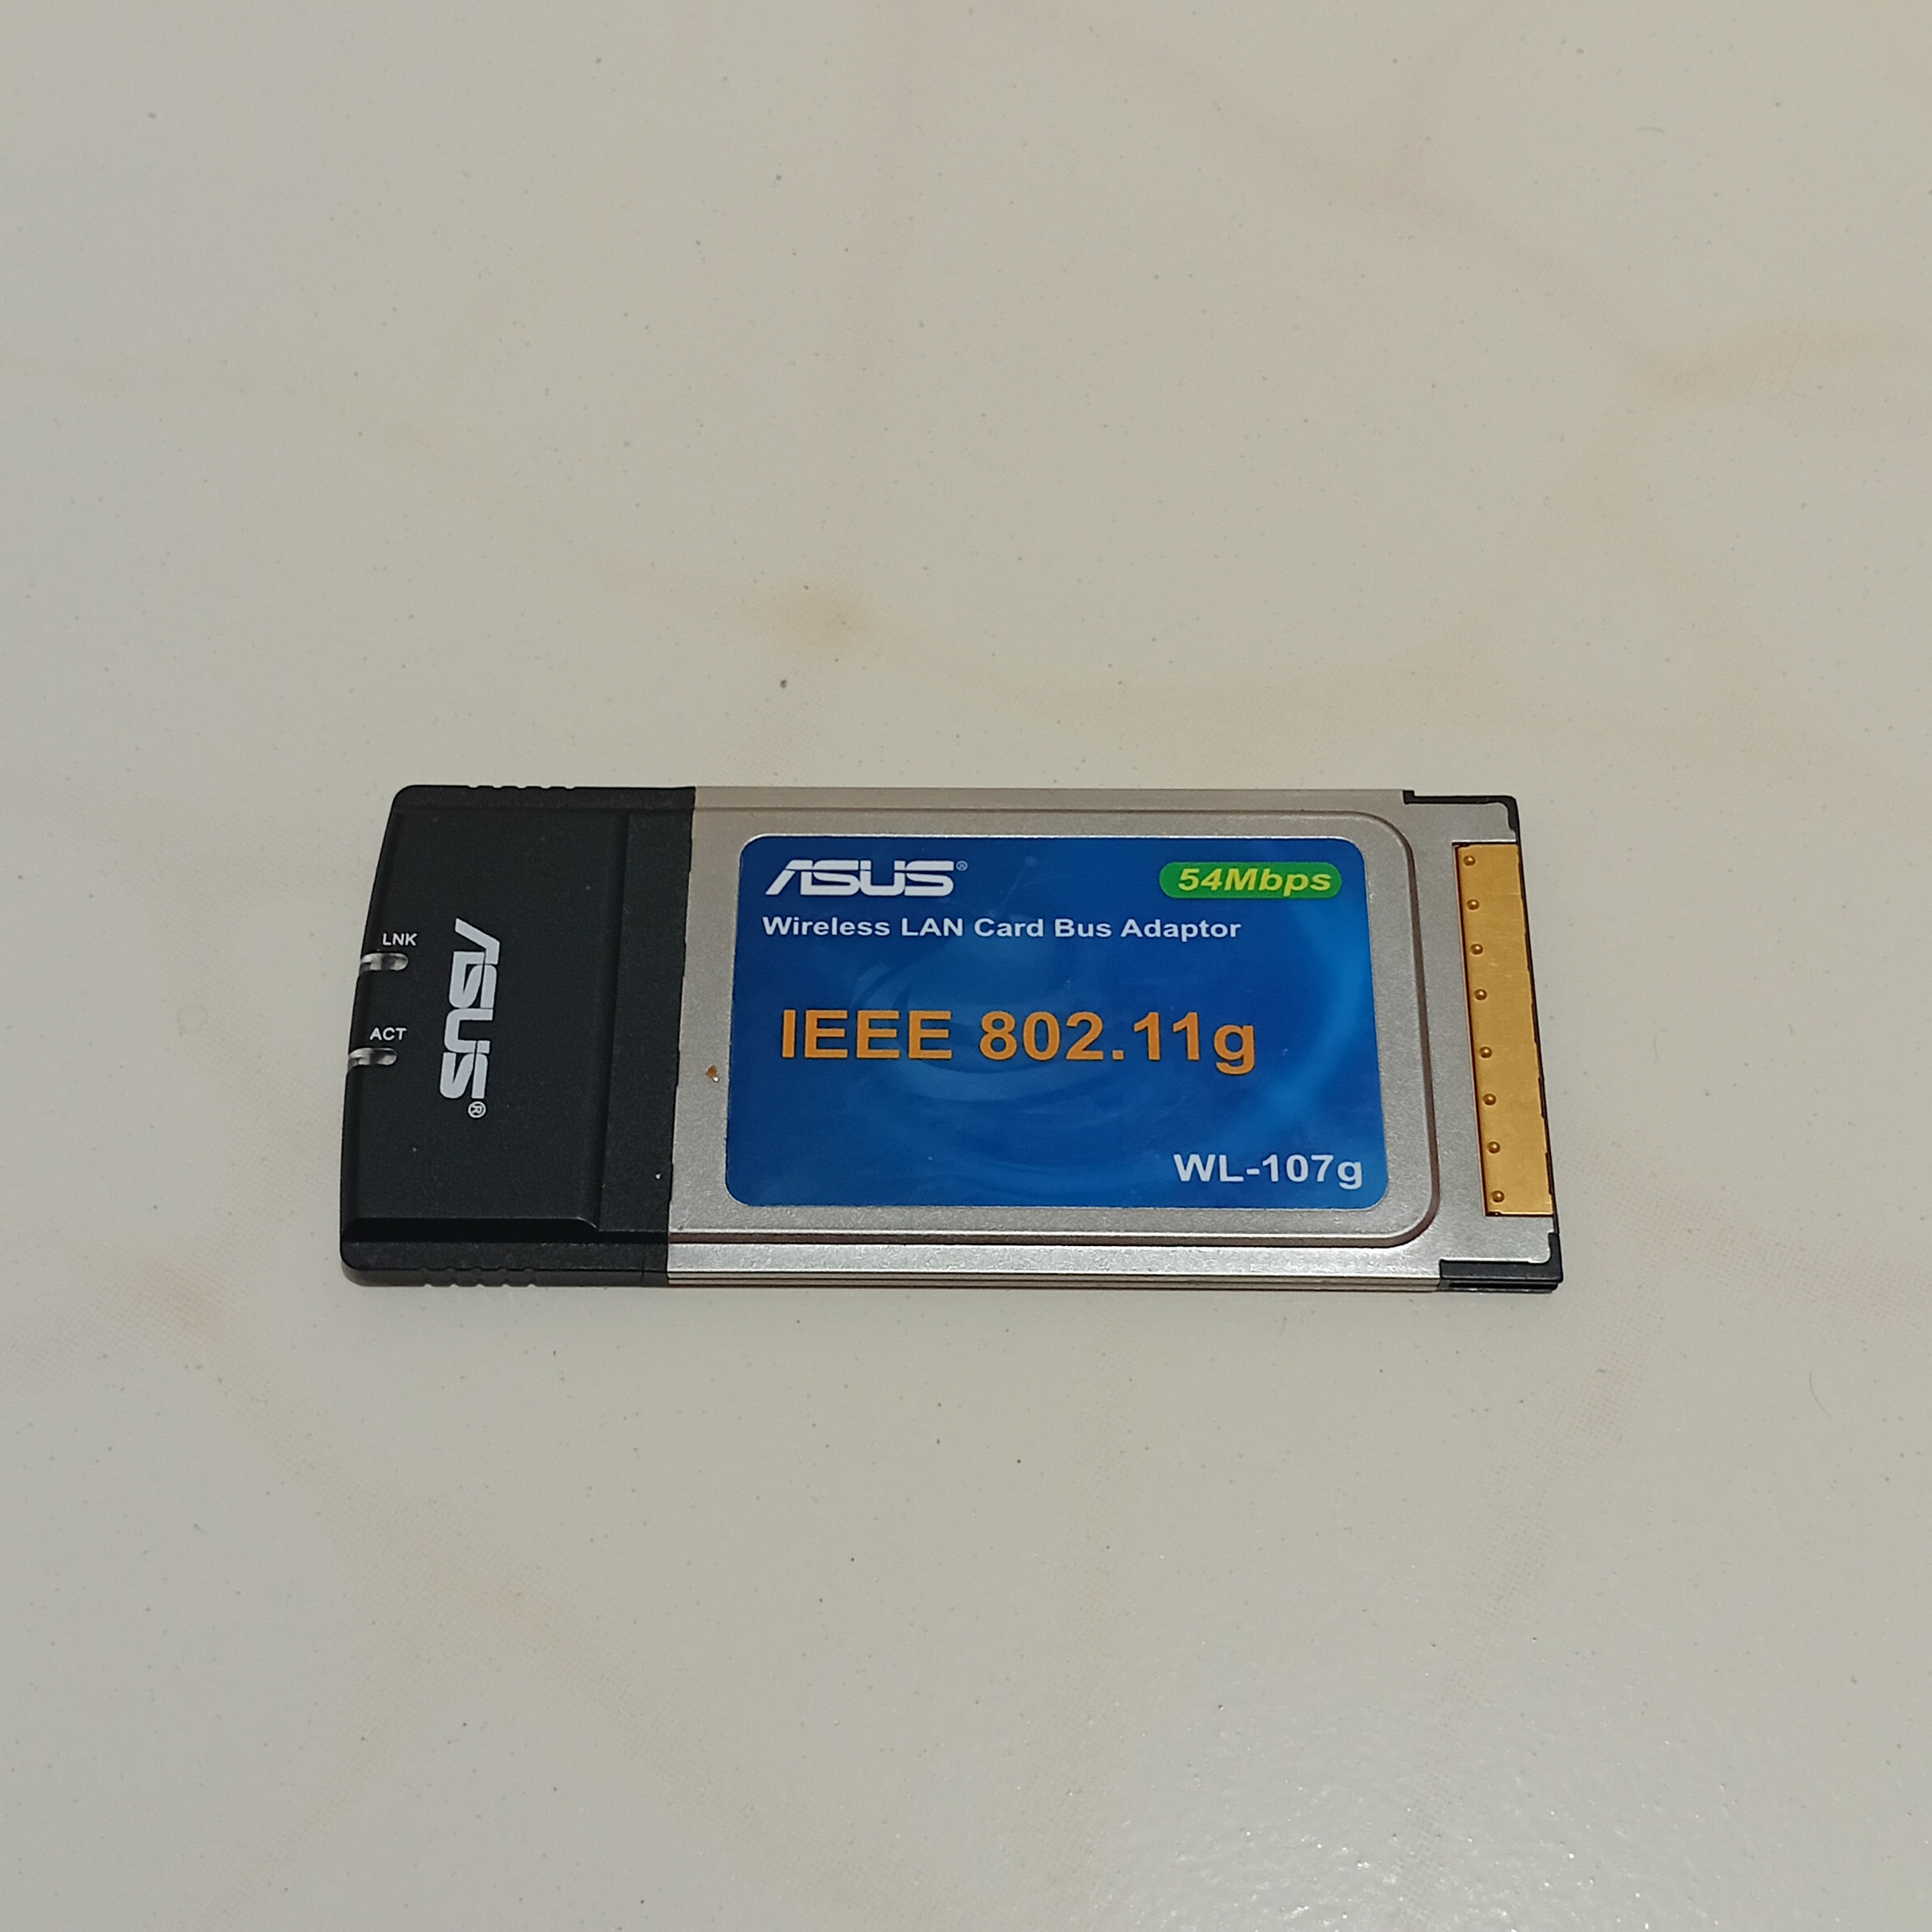 LNK
ACT
ASUS®
ASUS®
54Mbps
Wireless LAN Card Bus Adaptor
IEEE 802.11g
WL-107g